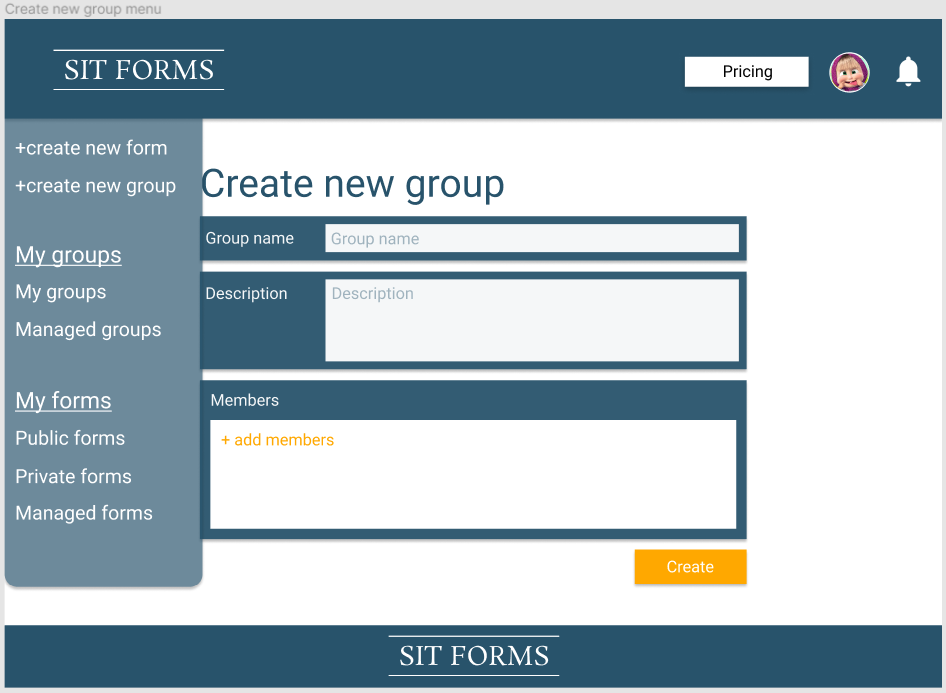 Create new group menu
SIT FORMS
Pricing
+create new form
+create new group
My groups
My groups
Managed groups
My forms
Public forms
Private forms
Managed forms
Create new group
Group name
Group name
Description
Description
Members
+ add members
Create
SIT FORMS